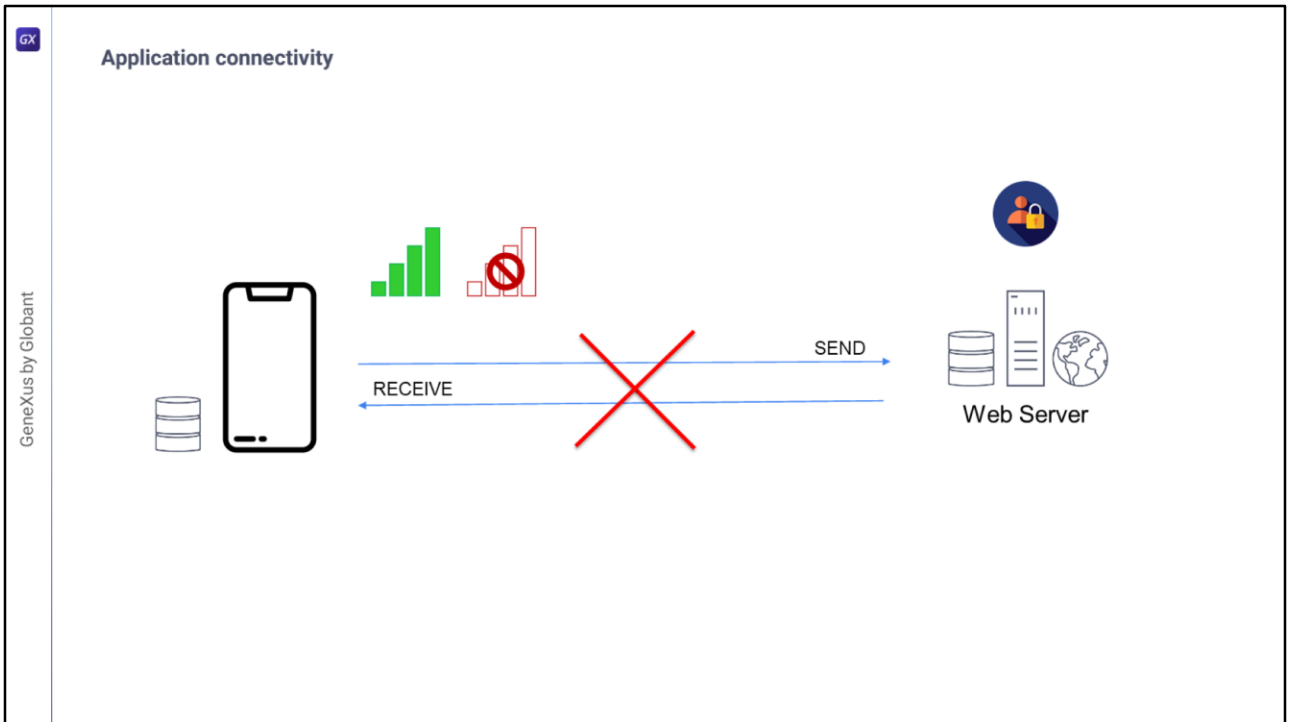 GX
Application connectivity
SEND
RECEIVE
Web Server
GeneXus by Globant